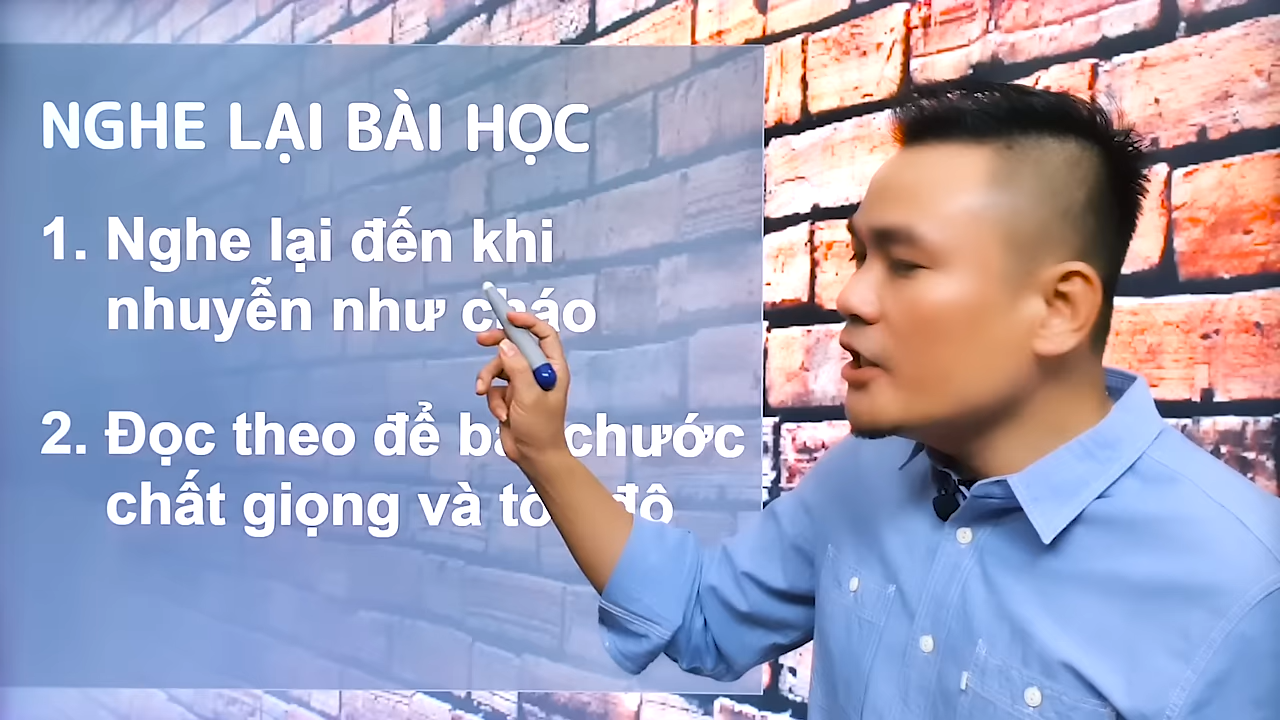 NGHE LẠI BÀI HỌC
1. Nghe lại đến khi
nhuyễn như cháo
2. Đọc theo để chước
chất giọng và độ